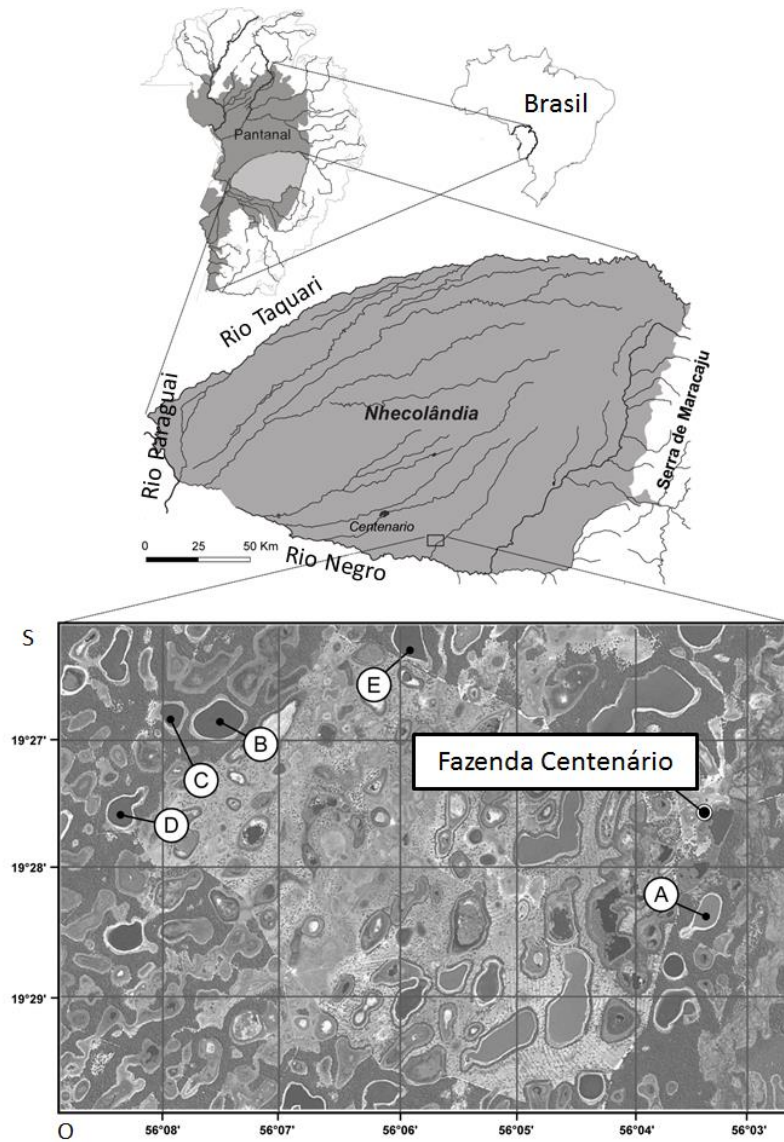 Brasil
Pantanal
Rio Taquari
Rio Paraguai
Nhecolândia
Serra de Maracaju
Centenario
0 25 50 Km
Rio Negro
S
E
B
C
19°27'
Fazenda Centenário
D
19°28'
A
19°29'
O
56°08' 56°07' 56°06' 56°05' 56°04' 56°03'